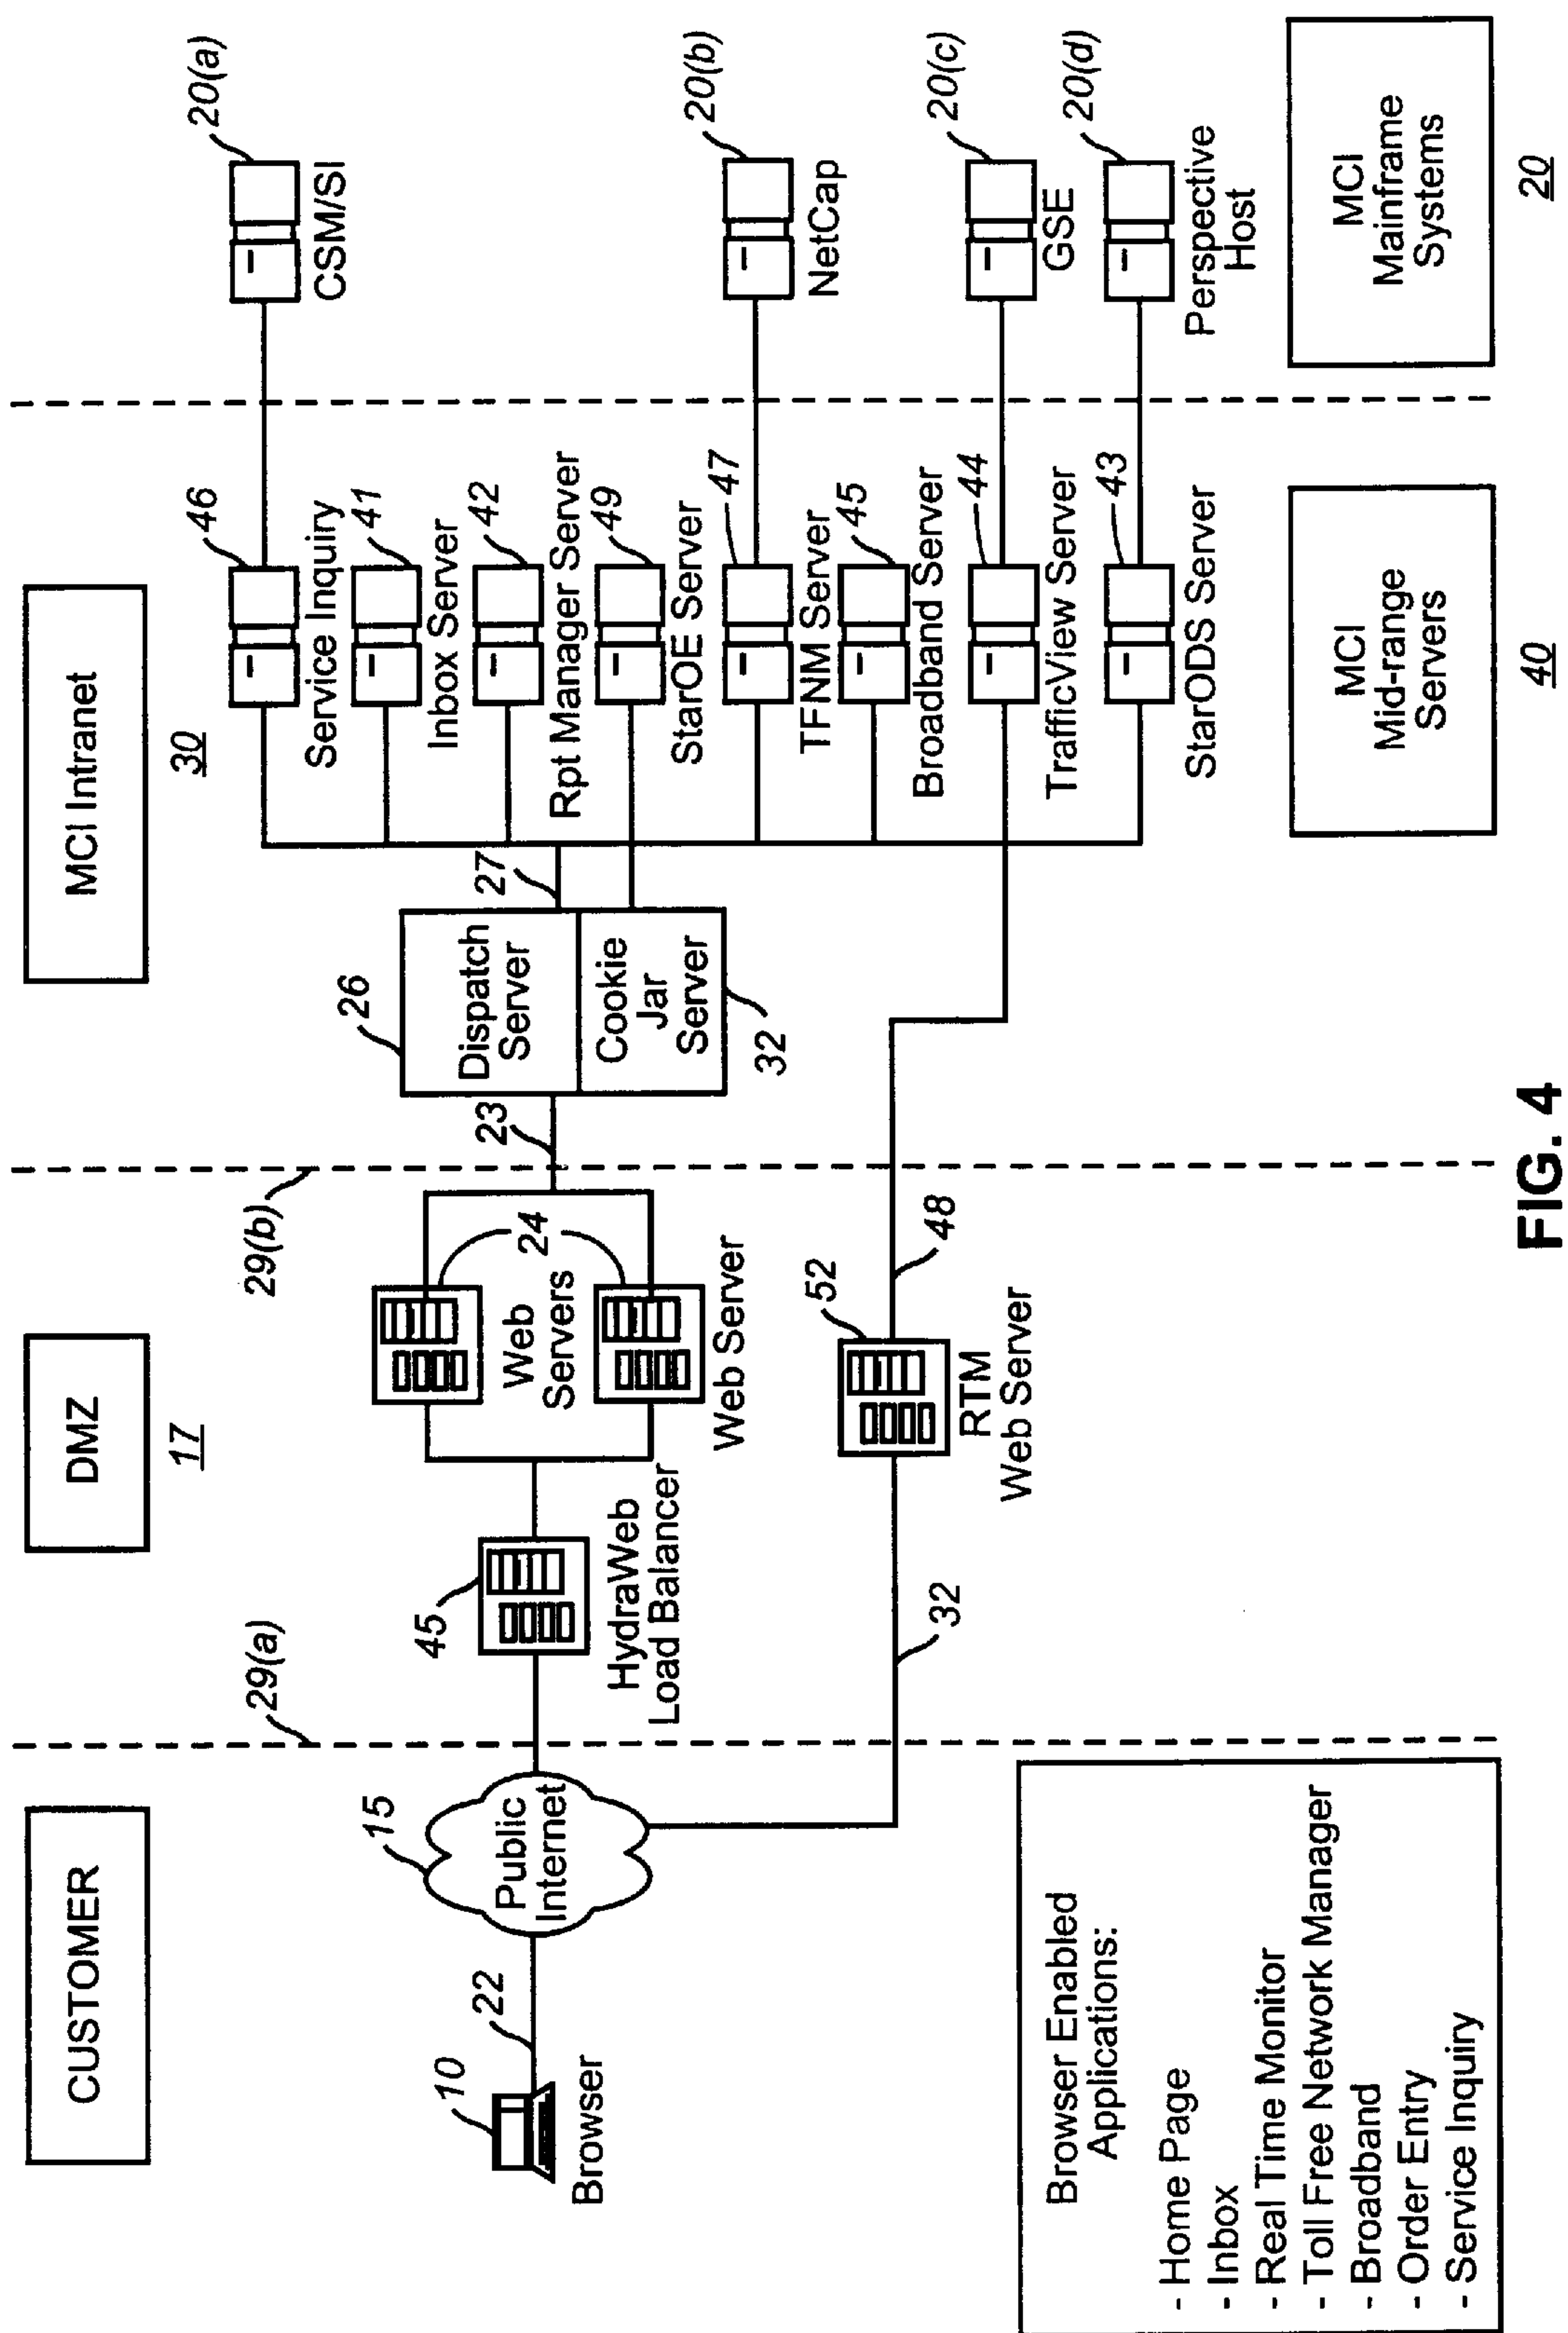 CUSTOMER
DMZ
17
MCI Intranet
30
10
Browser
22
15
Public
Internet
29(a)
45
HydraWeb
Load Balancer
24
Web
Servers
Web Server
29(b)
23
26
Dispatch
Server
Cookie
Jar
Server
32
27
32
52
RTM
Web Server
48
46
Service Inquiry
41
Inbox Server
42
Rpt Manager Server
49
StarOE Server
47
TFNM Server
45
Broadband Server
44
TrafficView Server
43
StarODS Server
20(a)
CSM/SI
20(b)
NetCap
20(c)
GSE
20(d)
Perspective
Host
Browser Enabled
Applications:
- Home Page
- Inbox
- Real Time Monitor
- Toll Free Network Manager
- Broadband
- Order Entry
- Service Inquiry
MCI
Mid-range
Servers
40
MCI
Mainframe
Systems
20
FIG. 4